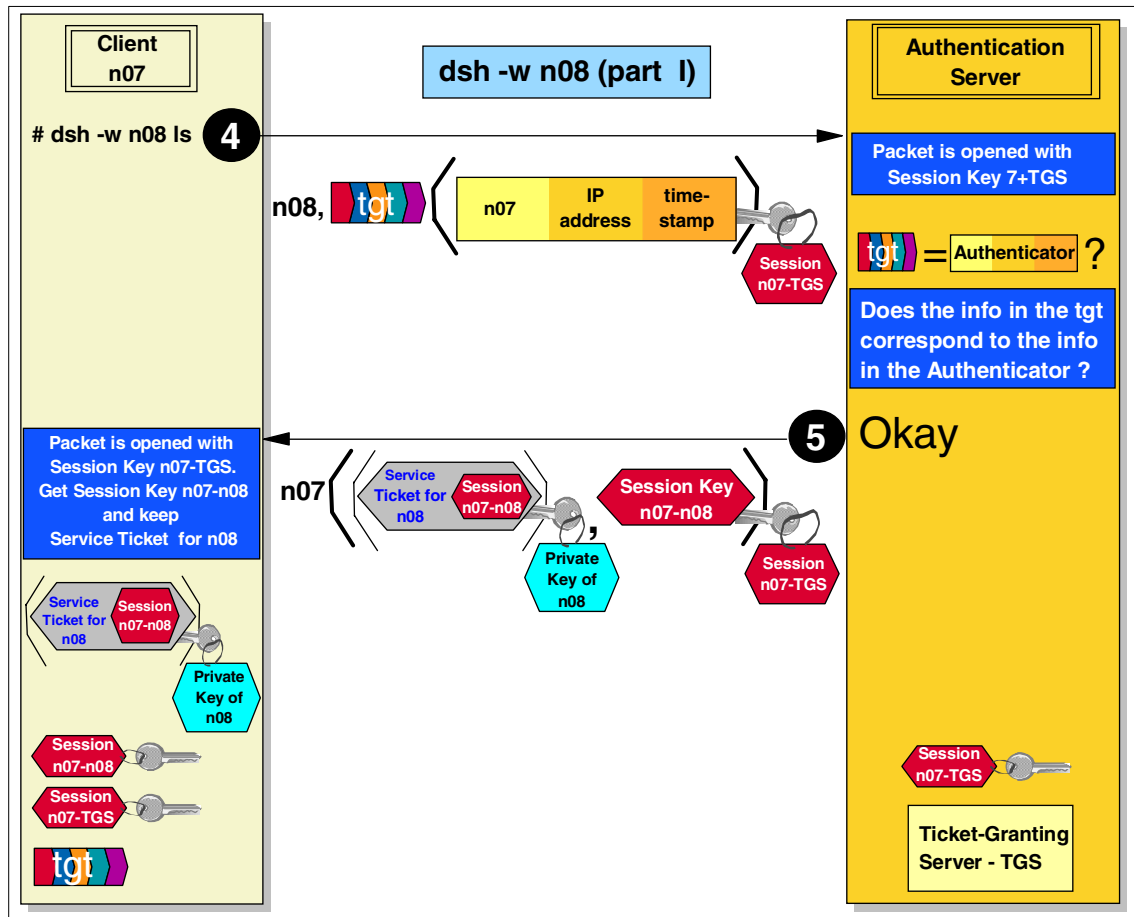 Client
n07
dsh -w n08 (part I)
Authentication
Server
# dsh -w n08 ls
4
Packet is opened with
Session Key 7+TGS
n08,
tgt
n07
IP
address
time-
stamp
Session
n07-TGS
tgt
=
Authenticator
?
Does the info in the tgt
correspond to the info
in the Authenticator ?
5
Okay
Packet is opened with
Session Key n07-TGS.
Get Session Key n07-n08
and keep
Service Ticket for n08
n07
Service
Ticket for
n08
Session
n07-n08
,
Session Key
n07-n08
Private
Key of
n08
Session
n07-TGS
Service
Ticket for
n08
Session
n07-n08
Private
Key of
n08
Session
n07-n08
Session
n07-TGS
tgt
Session
n07-TGS
Ticket-Granting
Server - TGS